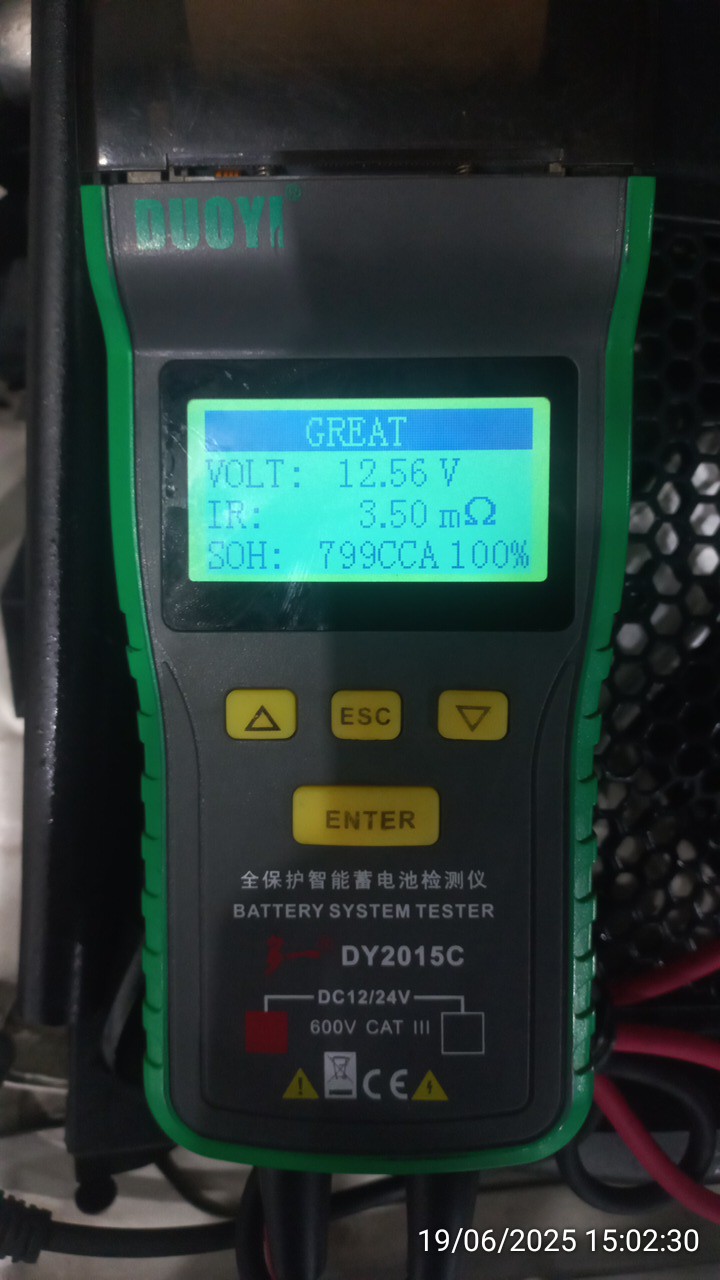 DUOYI®
GREAT
VOLT: 12.56 V
IR: 3.50 mΩ
SOH: 799CCA 100%
ESC
ENTER
全保护智能蓄电池检测仪
BATTERY SYSTEM TESTER
DY2015C
DC12/24V
600V CAT III
CE
19/06/2025 15:02:30